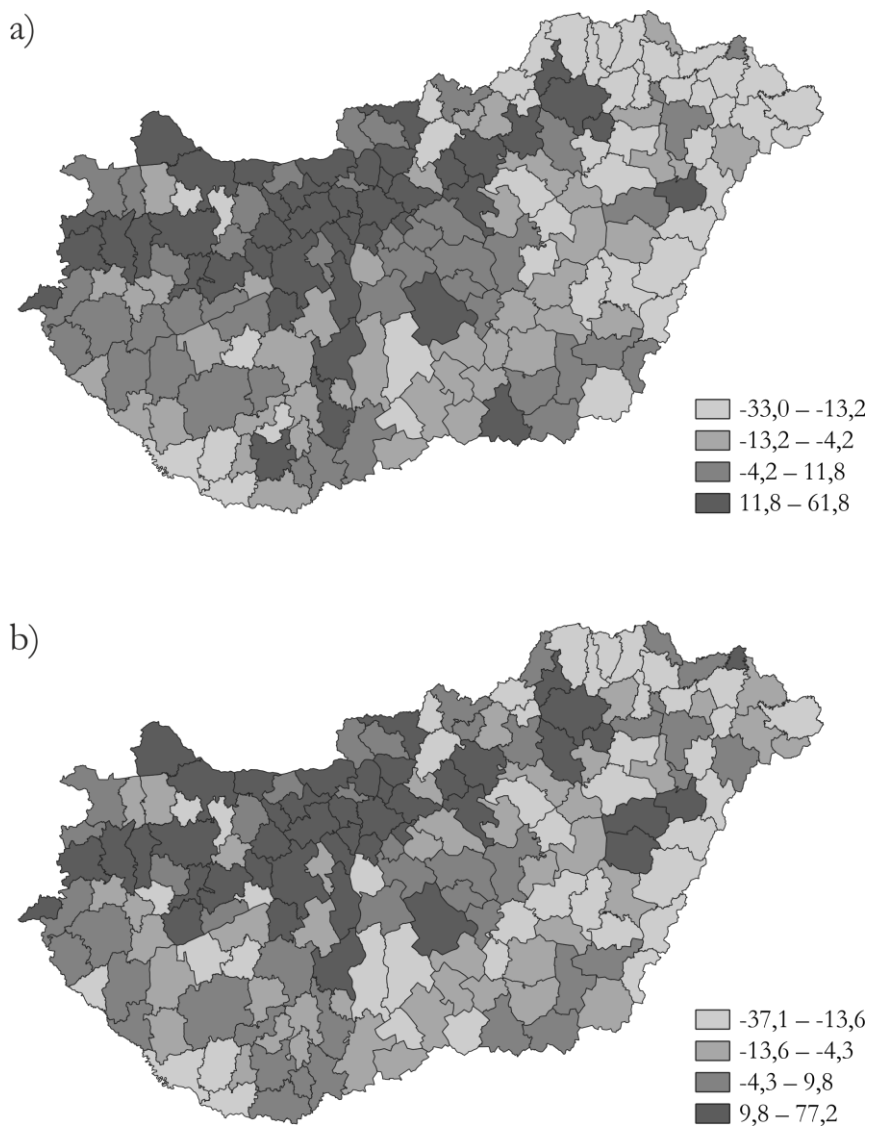 a)
-33,0 – -13,2
-13,2 – -4,2
-4,2 – 11,8
11,8 – 61,8
b)
-37,1 – -13,6
-13,6 – -4,3
-4,3 – 9,8
9,8 – 77,2